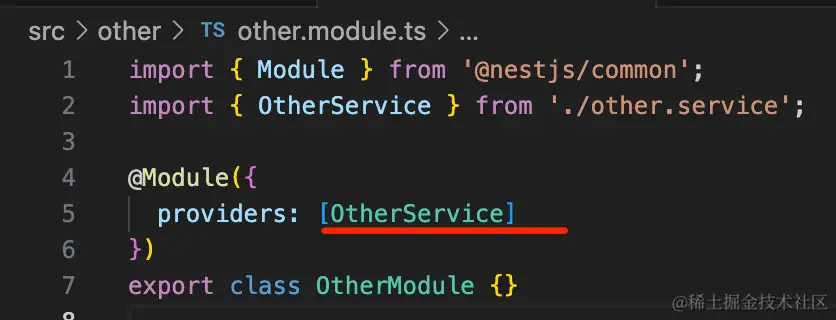 src > other > TS other.module.ts > ...
1 import { Module } from '@nestjs/common';
2 import { OtherService } from './other.service';
3
4 @Module({
5   providers: [OtherService]
6 })
7 export class OtherModule {}
8
@稀土掘金技术社区